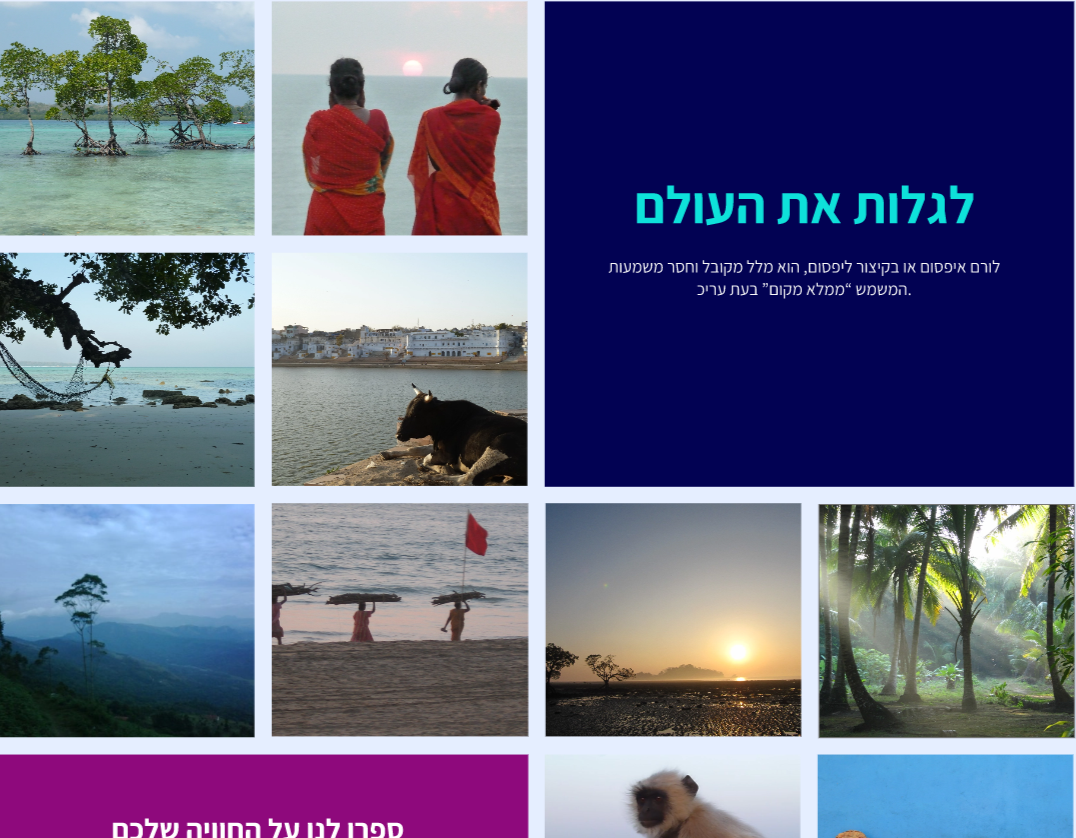 לגלות את העולם
לורם איפסום או בקיצור ליפסום, הוא מלל מקובל וחסר משמעות
המשמש “ממלא מקום” בעת עריכ.
ספרו לנו על החוויה שלכם